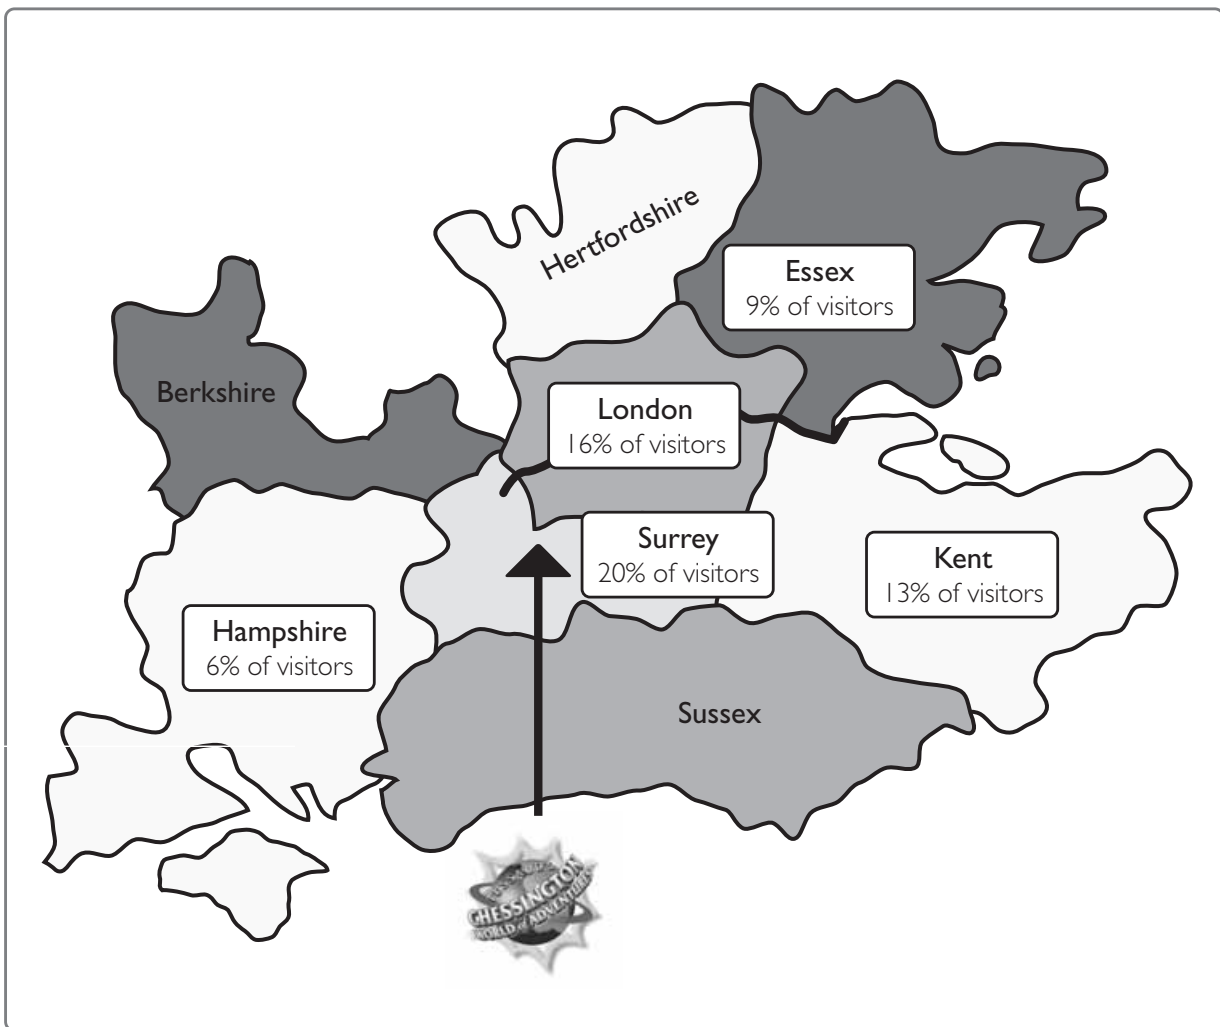 Hertfordshire
Essex
9% of visitors
Berkshire
London
16% of visitors
Surrey
20% of visitors
Kent
13% of visitors
Hampshire
6% of visitors
Sussex
CHESSINGTON
WORLD of ADVENTURES